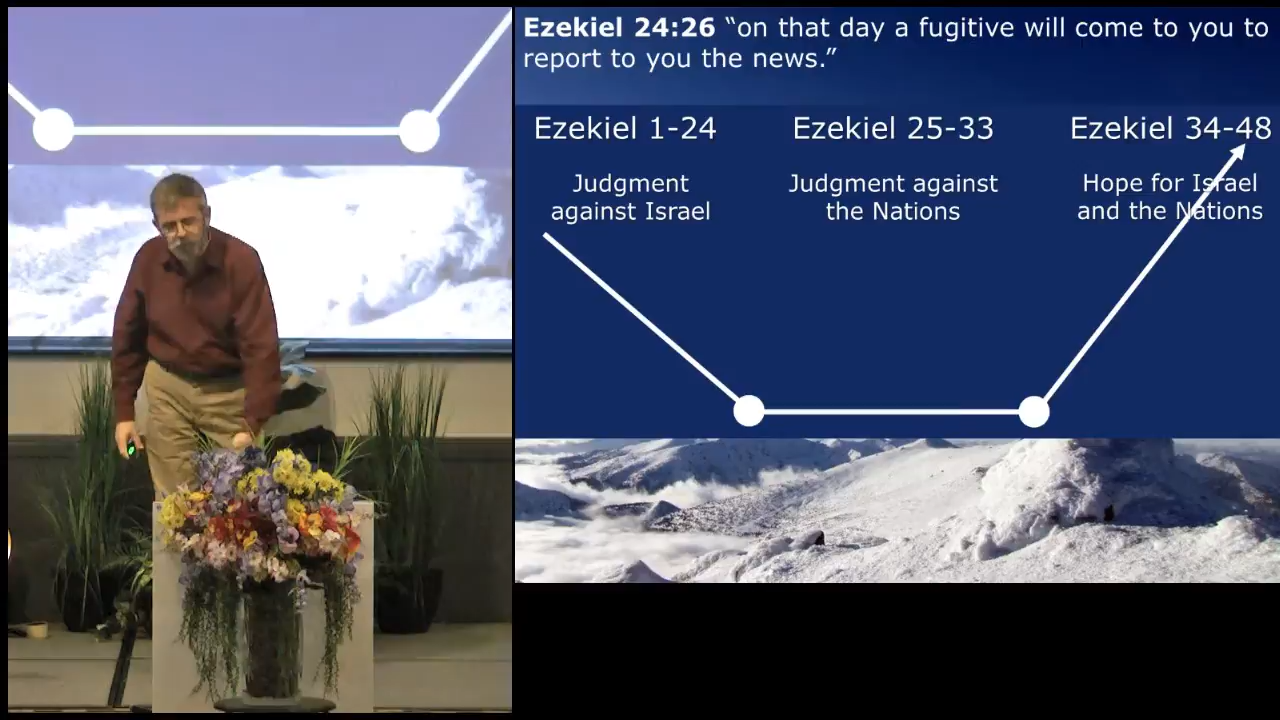 Ezekiel 24:26 “on that day a fugitive will come to you to
report to you the news.”
Ezekiel 1-24
Judgment
against Israel
Ezekiel 25-33
Judgment against
the Nations
Ezekiel 34-48
Hope for Israel
and the Nations